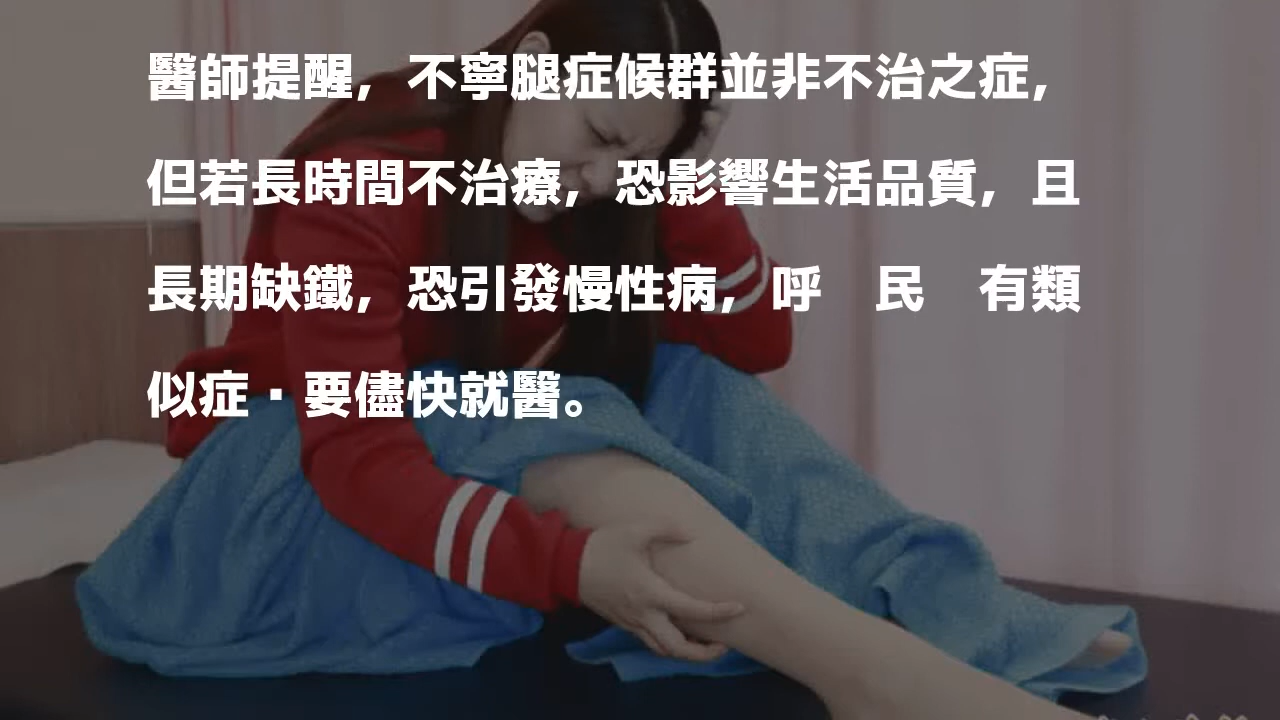 醫師提醒，不寧腿症候群並非不治之症，
但若長時間不治療，恐影響生活品質，且
長期缺鐵，恐引發慢性病，呼　民　有類
似症·要儘快就醫。